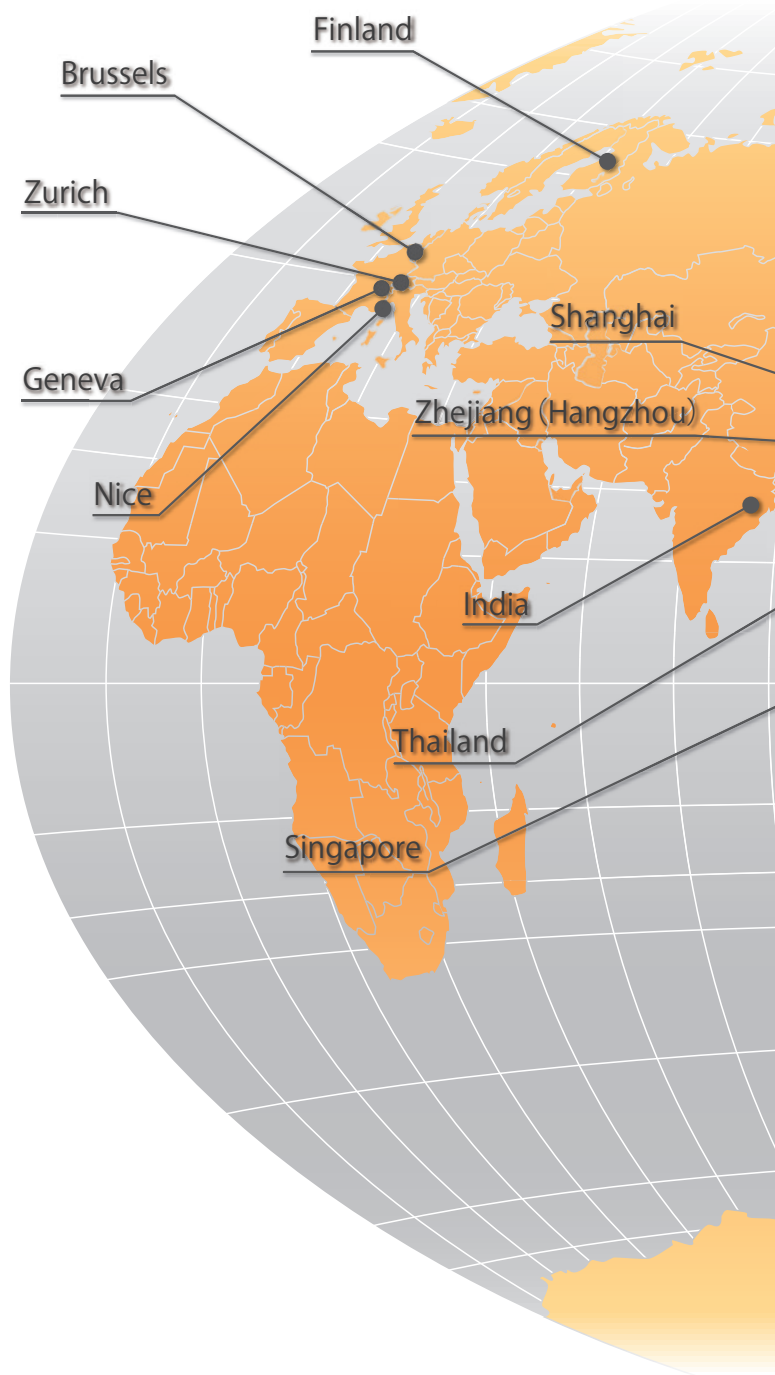 Finland
Brussels
Zurich
Shanghai
Geneva
Zhejiang (Hangzhou)
Nice
India
Thailand
Singapore